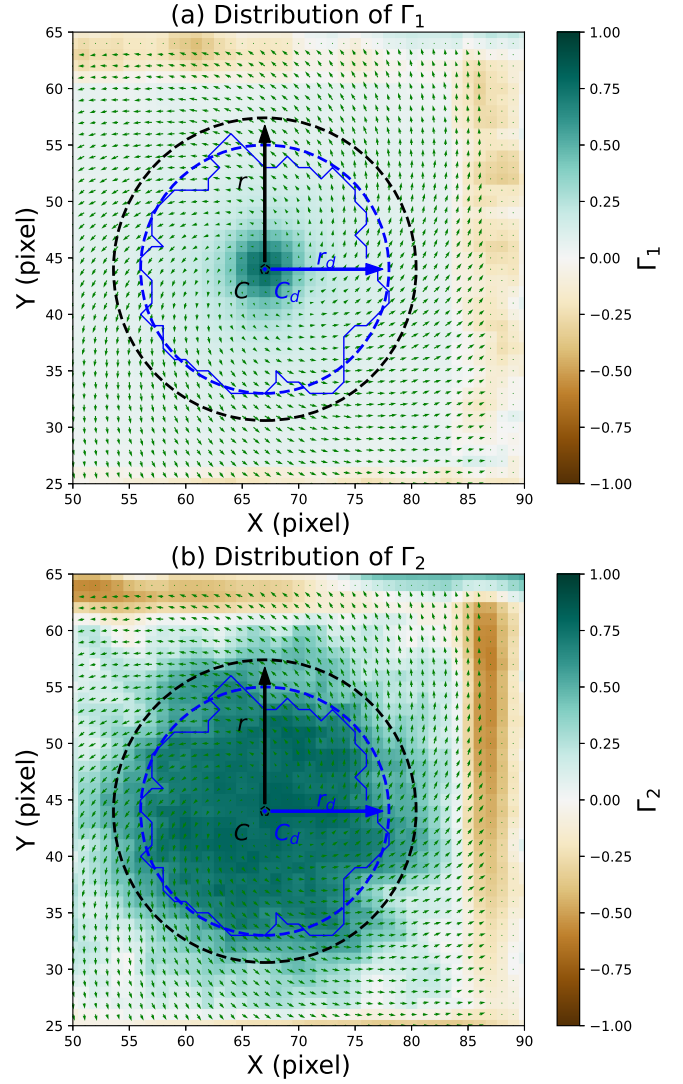 (a) Distribution of Γ₁
65
60
55
50
45
40
35
30
25
50 55 60 65 70 75 80 85 90
Y (pixel)
X (pixel)
r
r_d
C C_d
1.00
0.75
0.50
0.25
0.00
−0.25
−0.50
−0.75
−1.00
Γ₁
(b) Distribution of Γ₂
65
60
55
50
45
40
35
30
25
50 55 60 65 70 75 80 85 90
Y (pixel)
X (pixel)
r
r_d
C C_d
1.00
0.75
0.50
0.25
0.00
−0.25
−0.50
−0.75
−1.00
Γ₂